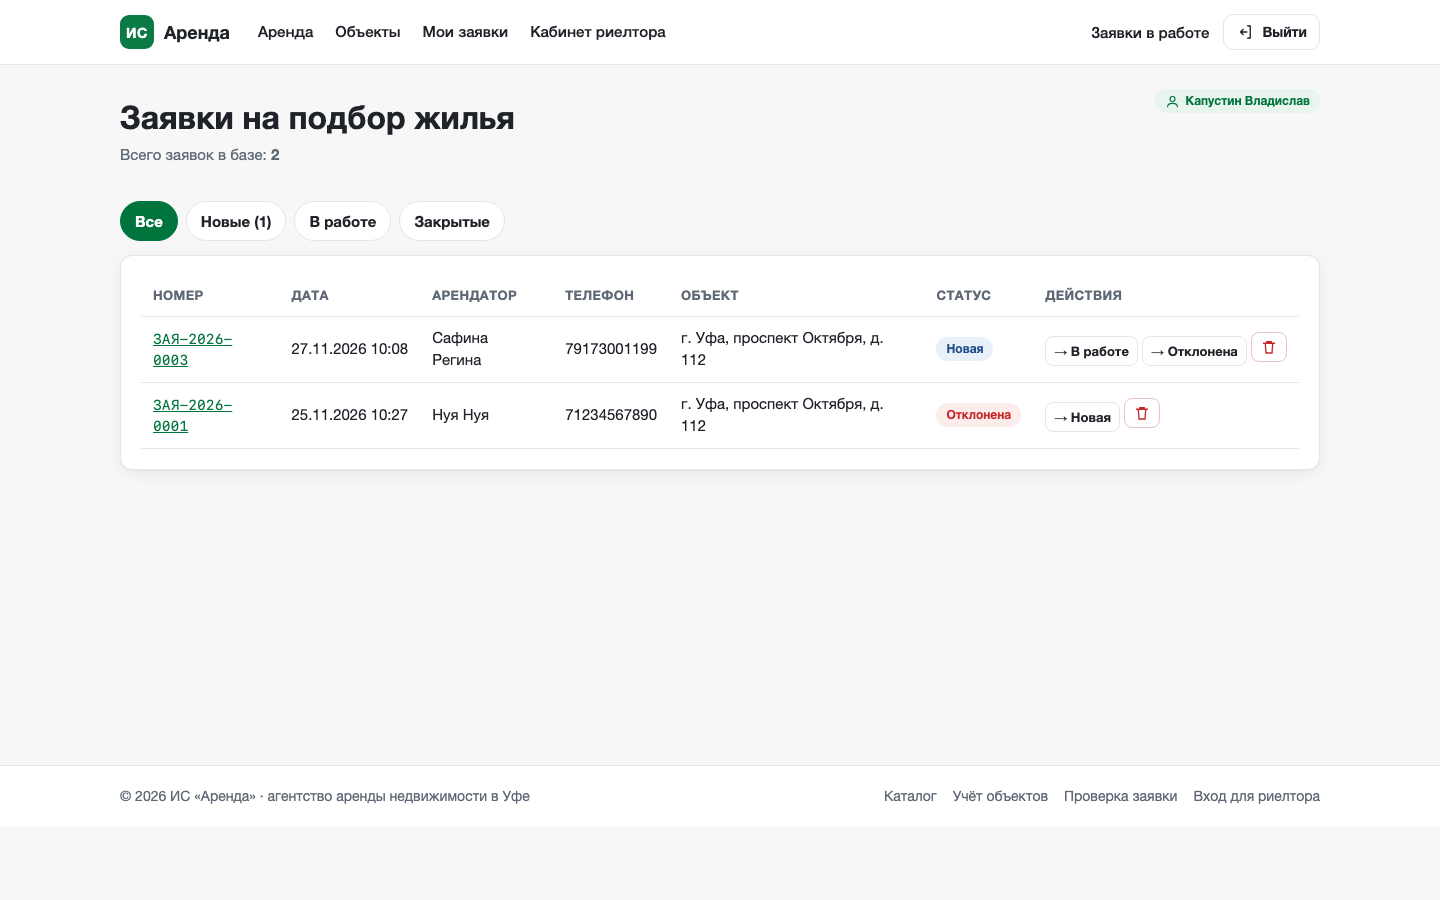 ИС Аренда Аренда Объекты Мои заявки Кабинет риелтора Заявки в работе Выйти
Капустин Владислав
Заявки на подбор жилья
Всего заявок в базе: 2
Все Новые (1) В работе Закрытые
НОМЕР ДАТА АРЕНДАТОР ТЕЛЕФОН ОБЪЕКТ СТАТУС ДЕЙСТВИЯ
ЗАЯ-2026-
0003
27.11.2026 10:08
Сафина
Регина
79173001199
г. Уфа, проспект Октября, д.
112
Новая
→ В работе → Отклонена
ЗАЯ-2026-
0001
25.11.2026 10:27
Нуя Нуя
71234567890
г. Уфа, проспект Октября, д.
112
Отклонена
→ Новая
© 2026 ИС «Аренда» · агентство аренды недвижимости в Уфе
Каталог Учёт объектов Проверка заявки Вход для риелтора